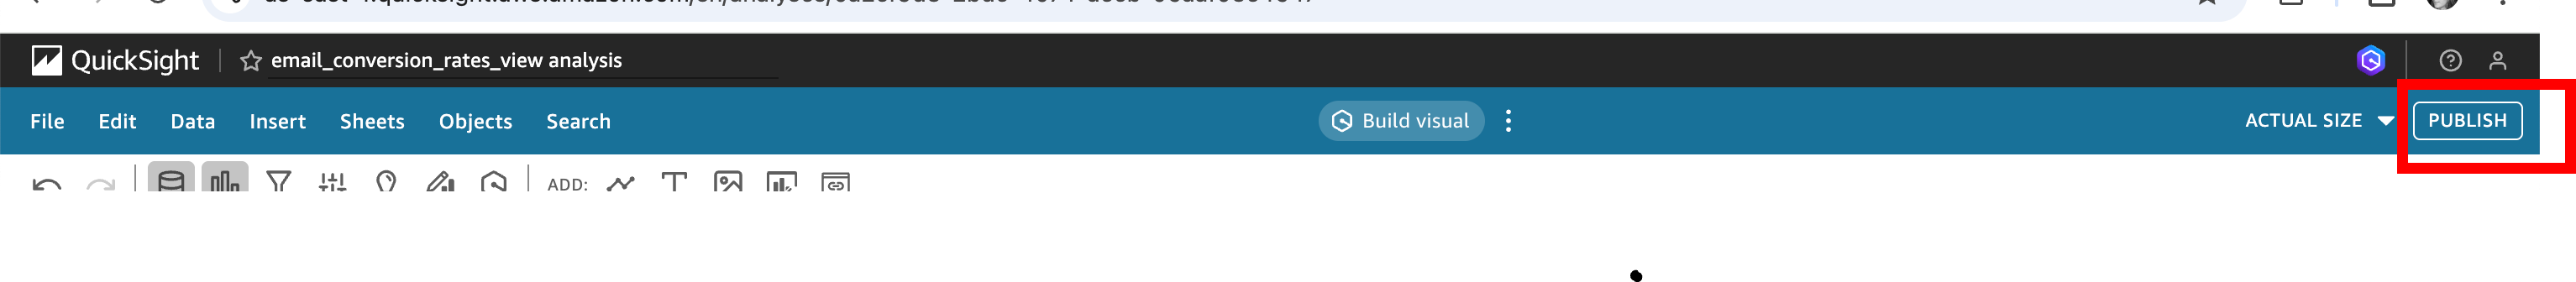 QuickSight email_conversion_rates_view analysis
File Edit Data Insert Sheets Objects Search Build visual ACTUAL SIZE PUBLISH
ADD: